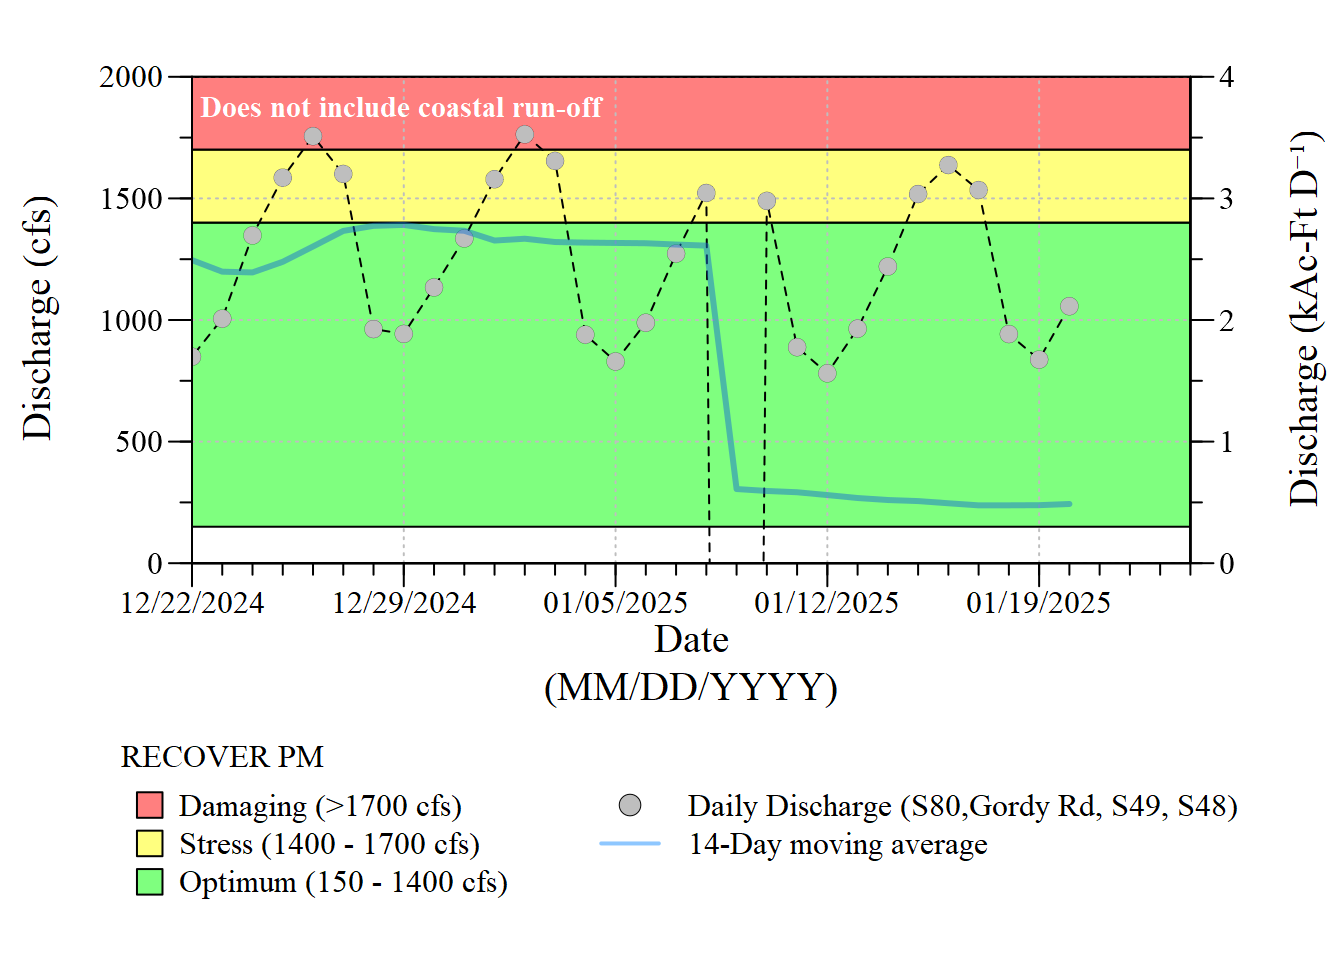 Does not include coastal run-off
2000
1500
1000
500
0
Discharge (cfs)
4
3
2
1
0
Discharge (kAc-Ft D⁻¹)
12/22/2024
12/29/2024
01/05/2025
01/12/2025
01/19/2025
Date
(MM/DD/YYYY)
RECOVER PM
Damaging (>1700 cfs)
Stress (1400 - 1700 cfs)
Optimum (150 - 1400 cfs)
Daily Discharge (S80,Gordy Rd, S49, S48)
14-Day moving average